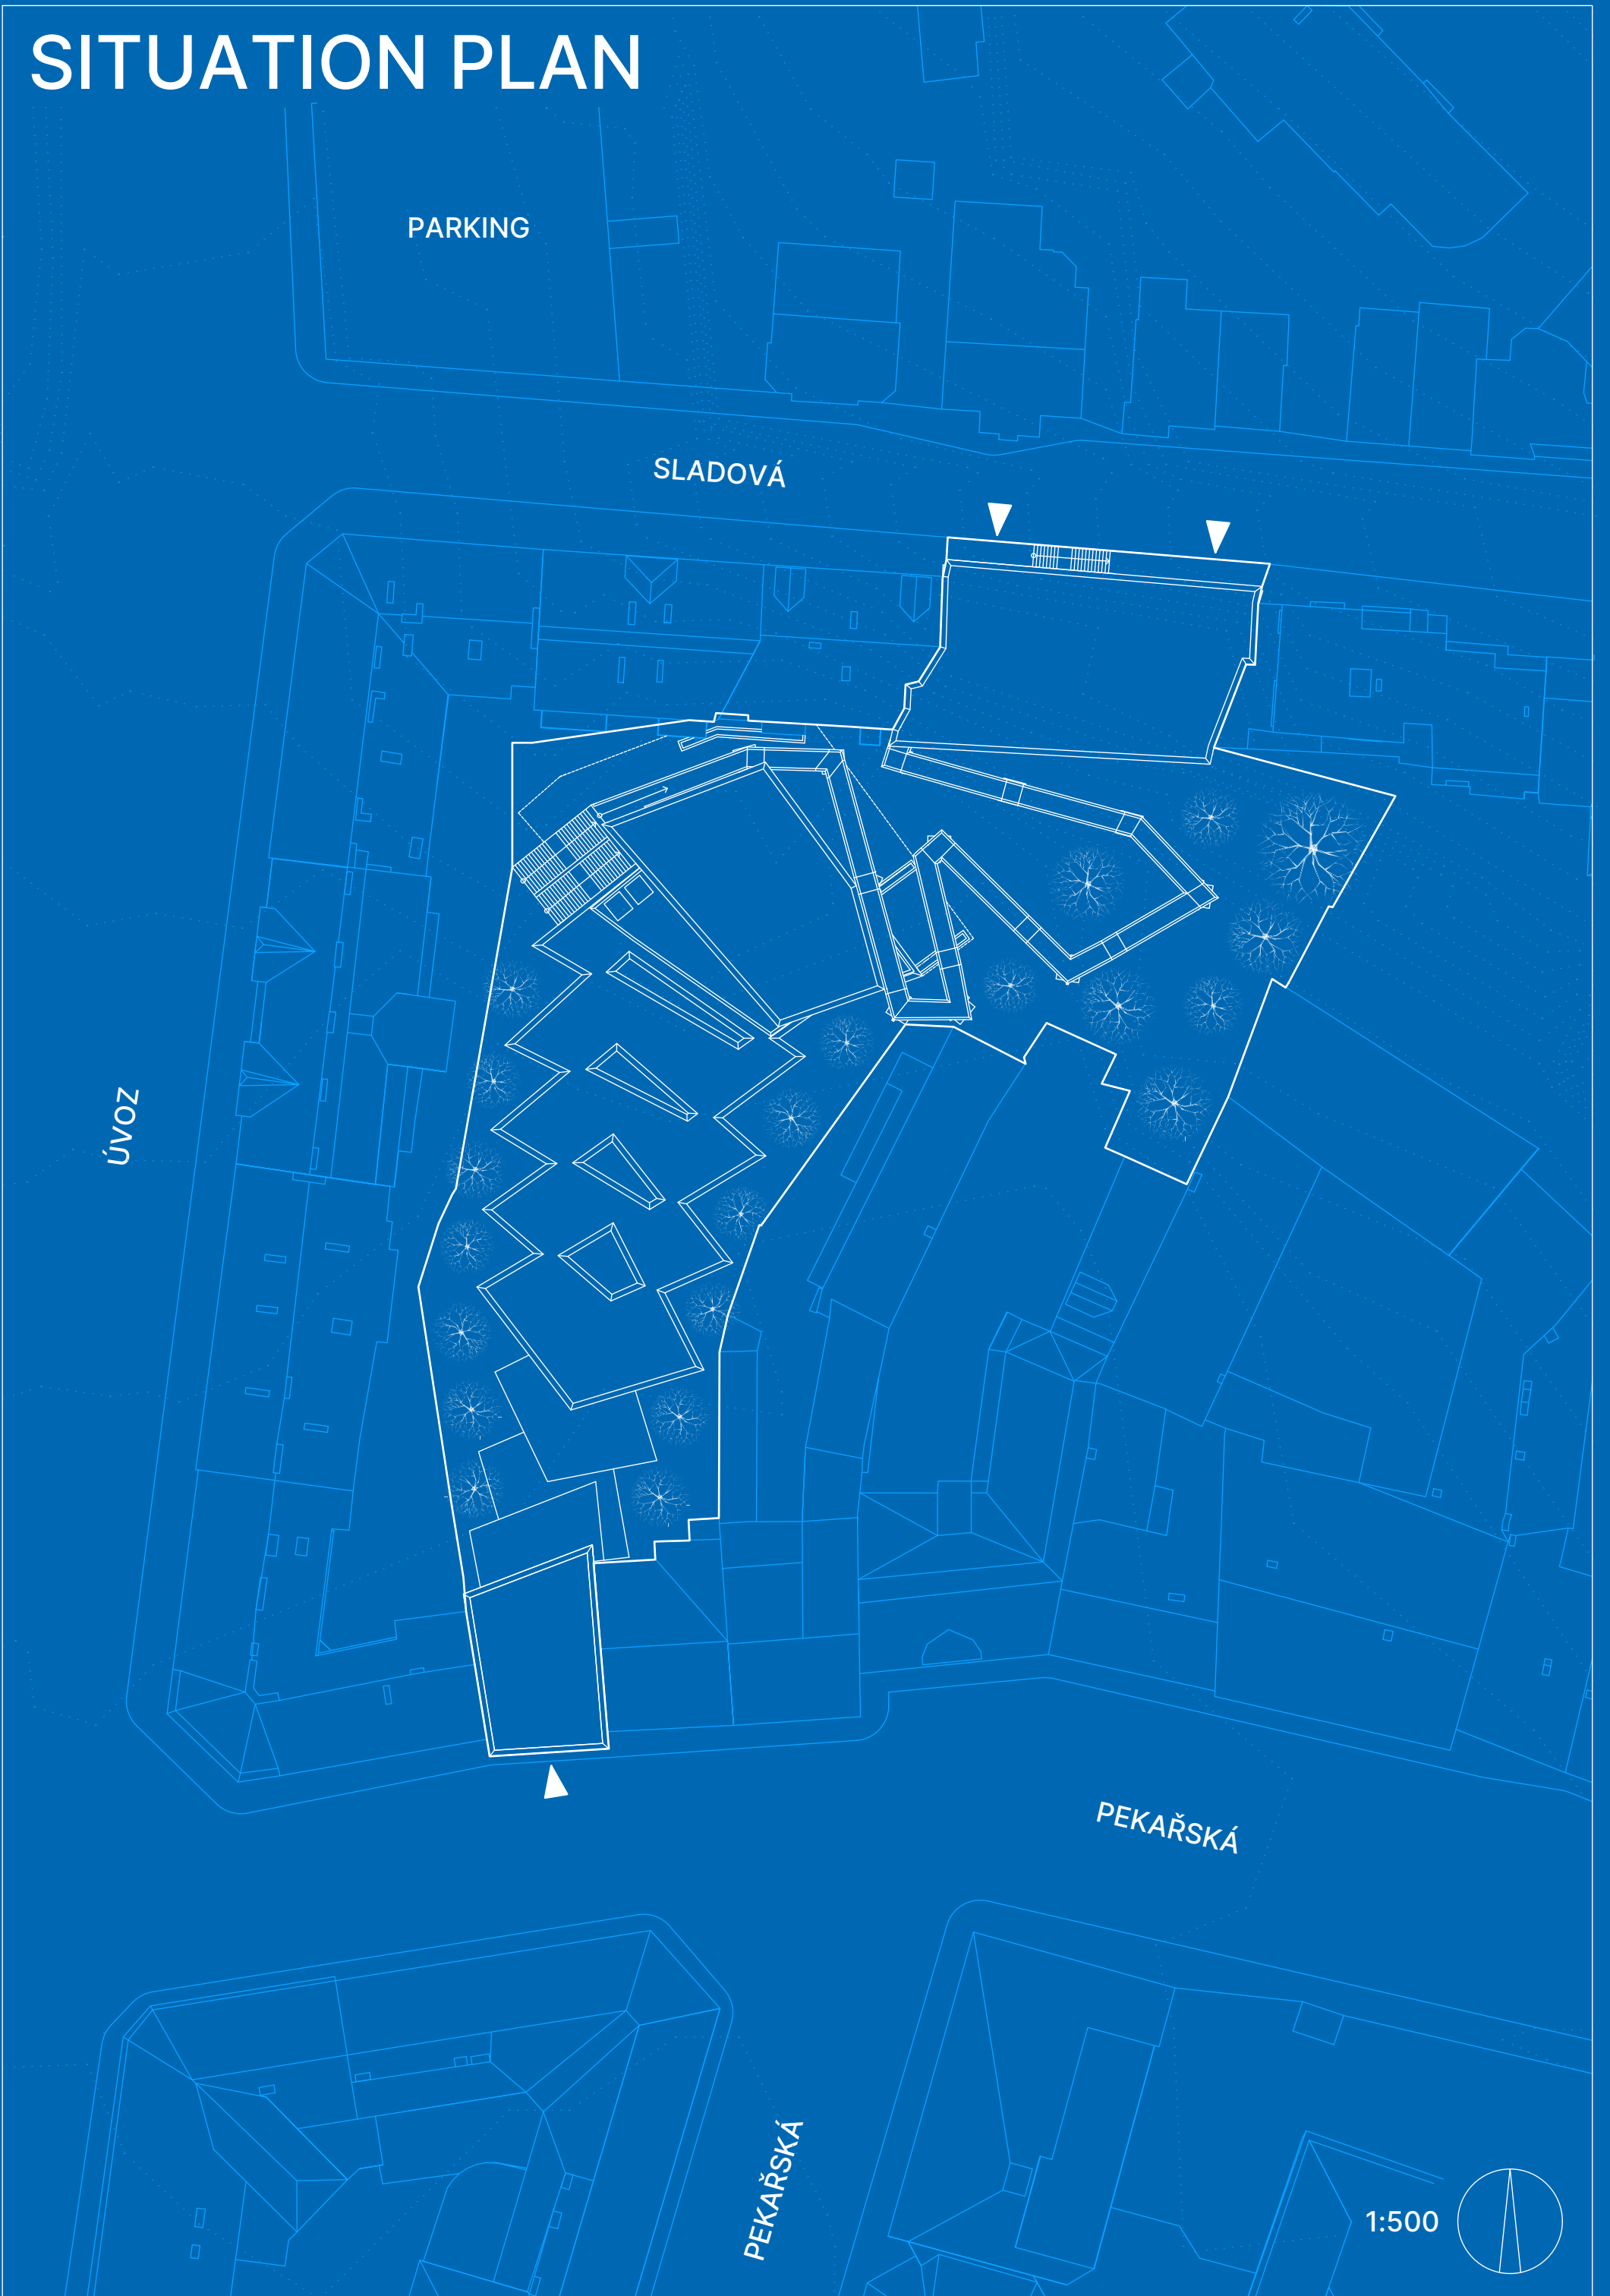 SITUATION PLAN
PARKING
SLADOVÁ
ÚVOZ
PEKAŘSKÁ
PEKAŘSKÁ
1:500